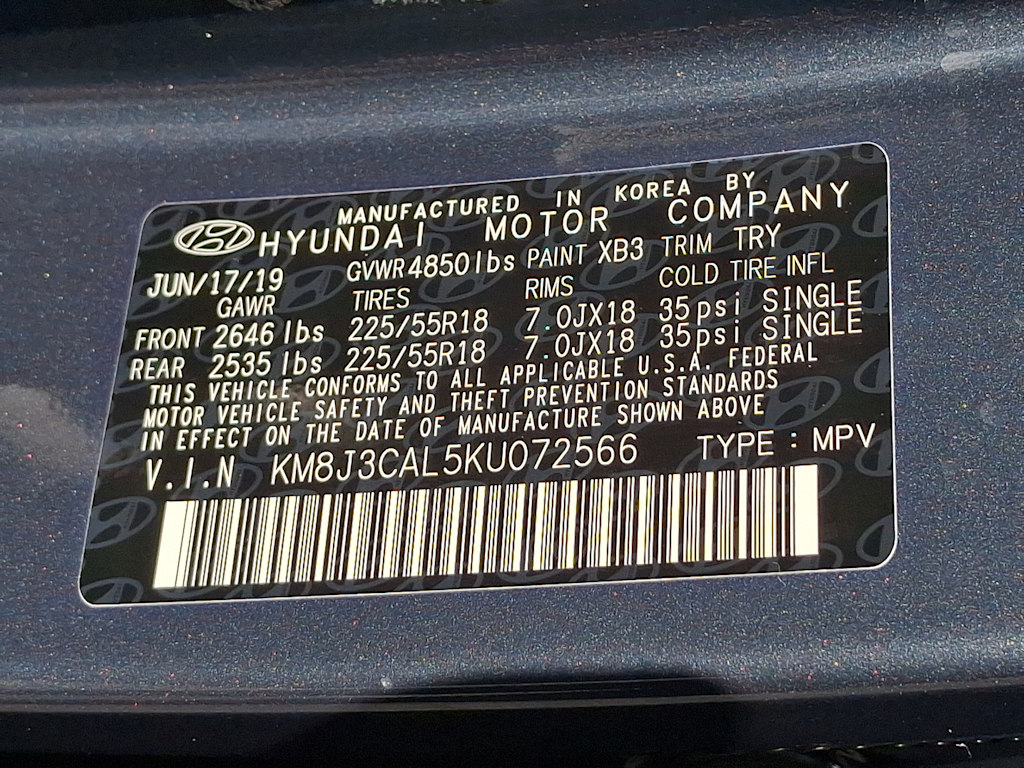 MANUFACTURED IN KOREA BY
HYUNDAI MOTOR COMPANY
JUN/17/19 GVWR 4850lbs PAINT XB3 TRIM TRY
GAWR TIRES RIMS COLD TIRE INFL
FRONT 2646 lbs 225/55R18 7.0JX18 35psi SINGLE
REAR 2535 lbs 225/55R18 7.0JX18 35psi SINGLE
THIS VEHICLE CONFORMS TO ALL APPLICABLE U.S.A. FEDERAL
MOTOR VEHICLE SAFETY AND THEFT PREVENTION STANDARDS
IN EFFECT ON THE DATE OF MANUFACTURE SHOWN ABOVE
V.I.N KM8J3CAL5KU072566 TYPE : MPV